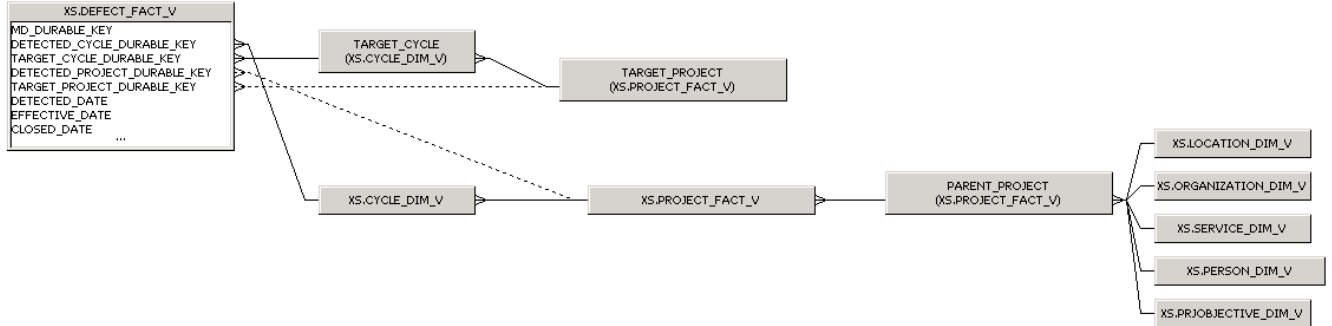 XS.DEFECT_FACT_V
MD_DURABLE_KEY
DETECTED_CYCLE_DURABLE_KEY
TARGET_CYCLE_DURABLE_KEY
DETECTED_PROJECT_DURABLE_KEY
TARGET_PROJECT_DURABLE_KEY
DETECTED_DATE
EFFECTIVE_DATE
CLOSED_DATE
...
TARGET_CYCLE
(XS.CYCLE_DIM_V)
TARGET_PROJECT
(XS.PROJECT_FACT_V)
XS.CYCLE_DIM_V
XS.PROJECT_FACT_V
PARENT_PROJECT
(XS.PROJECT_FACT_V)
XS.LOCATION_DIM_V
XS.ORGANIZATION_DIM_V
XS.SERVICE_DIM_V
XS.PERSON_DIM_V
XS.PRJOBJECTIVE_DIM_V